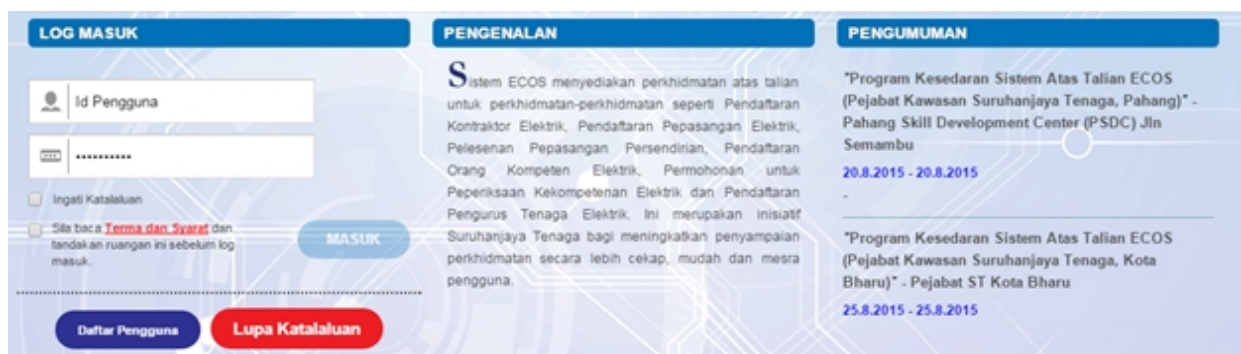 LOG MASUK
Id Pengguna
••••••••••
Ingati Katalaluan
Sila baca Terma dan Syarat dan
tandakan ruangan ini sebelum log
masuk.
MASUK
Daftar Pengguna
Lupa Katalaluan
PENGENALAN
Sistem ECOS menyediakan perkhidmatan atas talian
untuk perkhidmatan-perkhidmatan seperti Pendaftaran
Kontraktor Elektrik, Pendaftaran Pepasangan Elektrik,
Pelesenan Pepasangan Persendirian, Pendaftaran
Orang Kompeten Elektrik, Permohonan untuk
Peperiksaan Kekompetenan Elektrik dan Pendaftaran
Pengurus Tenaga Elektrik. Ini merupakan inisiatif
Suruhanjaya Tenaga bagi meningkatkan penyampaian
perkhidmatan secara lebih cekap, mudah dan mesra
pengguna.
PENGUMUMAN
"Program Kesedaran Sistem Atas Talian ECOS
(Pejabat Kawasan Suruhanjaya Tenaga, Pahang)" -
Pahang Skill Development Center (PSDC) Jln
Semambu
20.8.2015 - 20.8.2015
-
"Program Kesedaran Sistem Atas Talian ECOS
(Pejabat Kawasan Suruhanjaya Tenaga, Kota
Bharu)" - Pejabat ST Kota Bharu
25.8.2015 - 25.8.2015